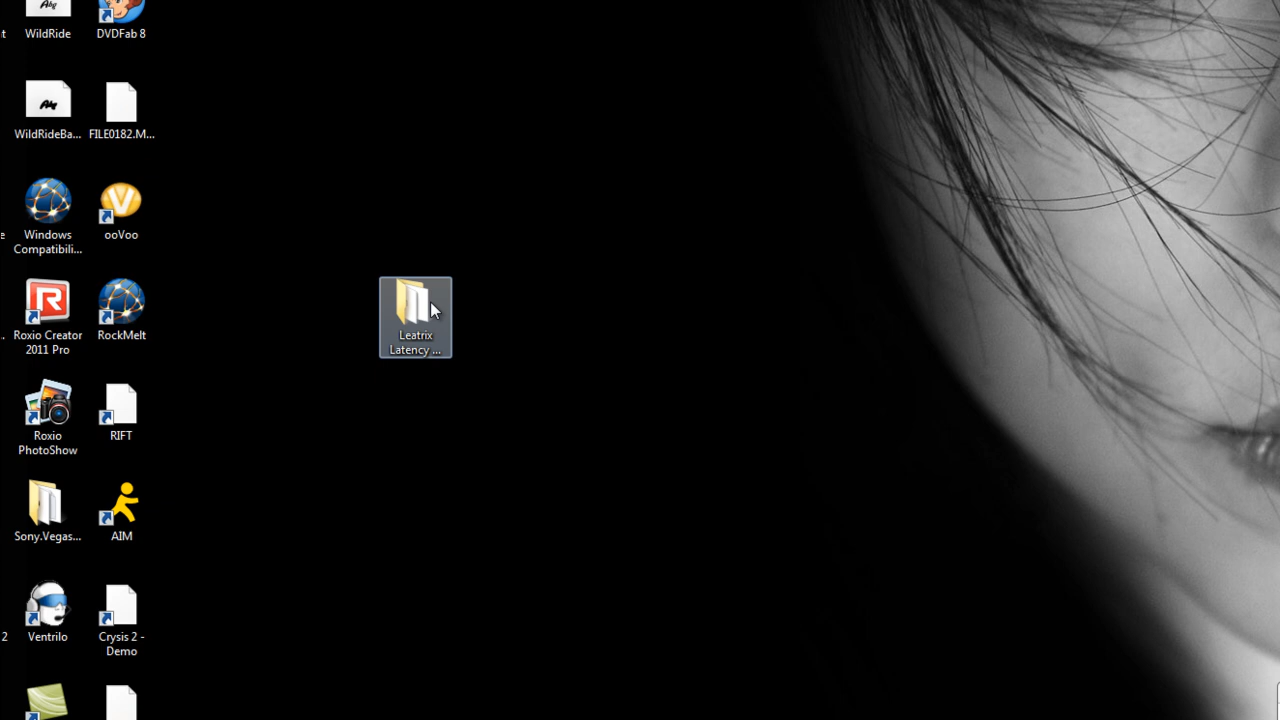 t
WildRide
DVDFab 8
WildRideBa...
FILE0182.M...
e
Windows
Compatibili...
ooVoo
..
Roxio Creator
2011 Pro
RockMelt
Leatrix
Latency ...
Roxio
PhotoShow
RIFT
Sony.Vegas...
AIM
2
Ventrilo
Crysis 2 -
Demo